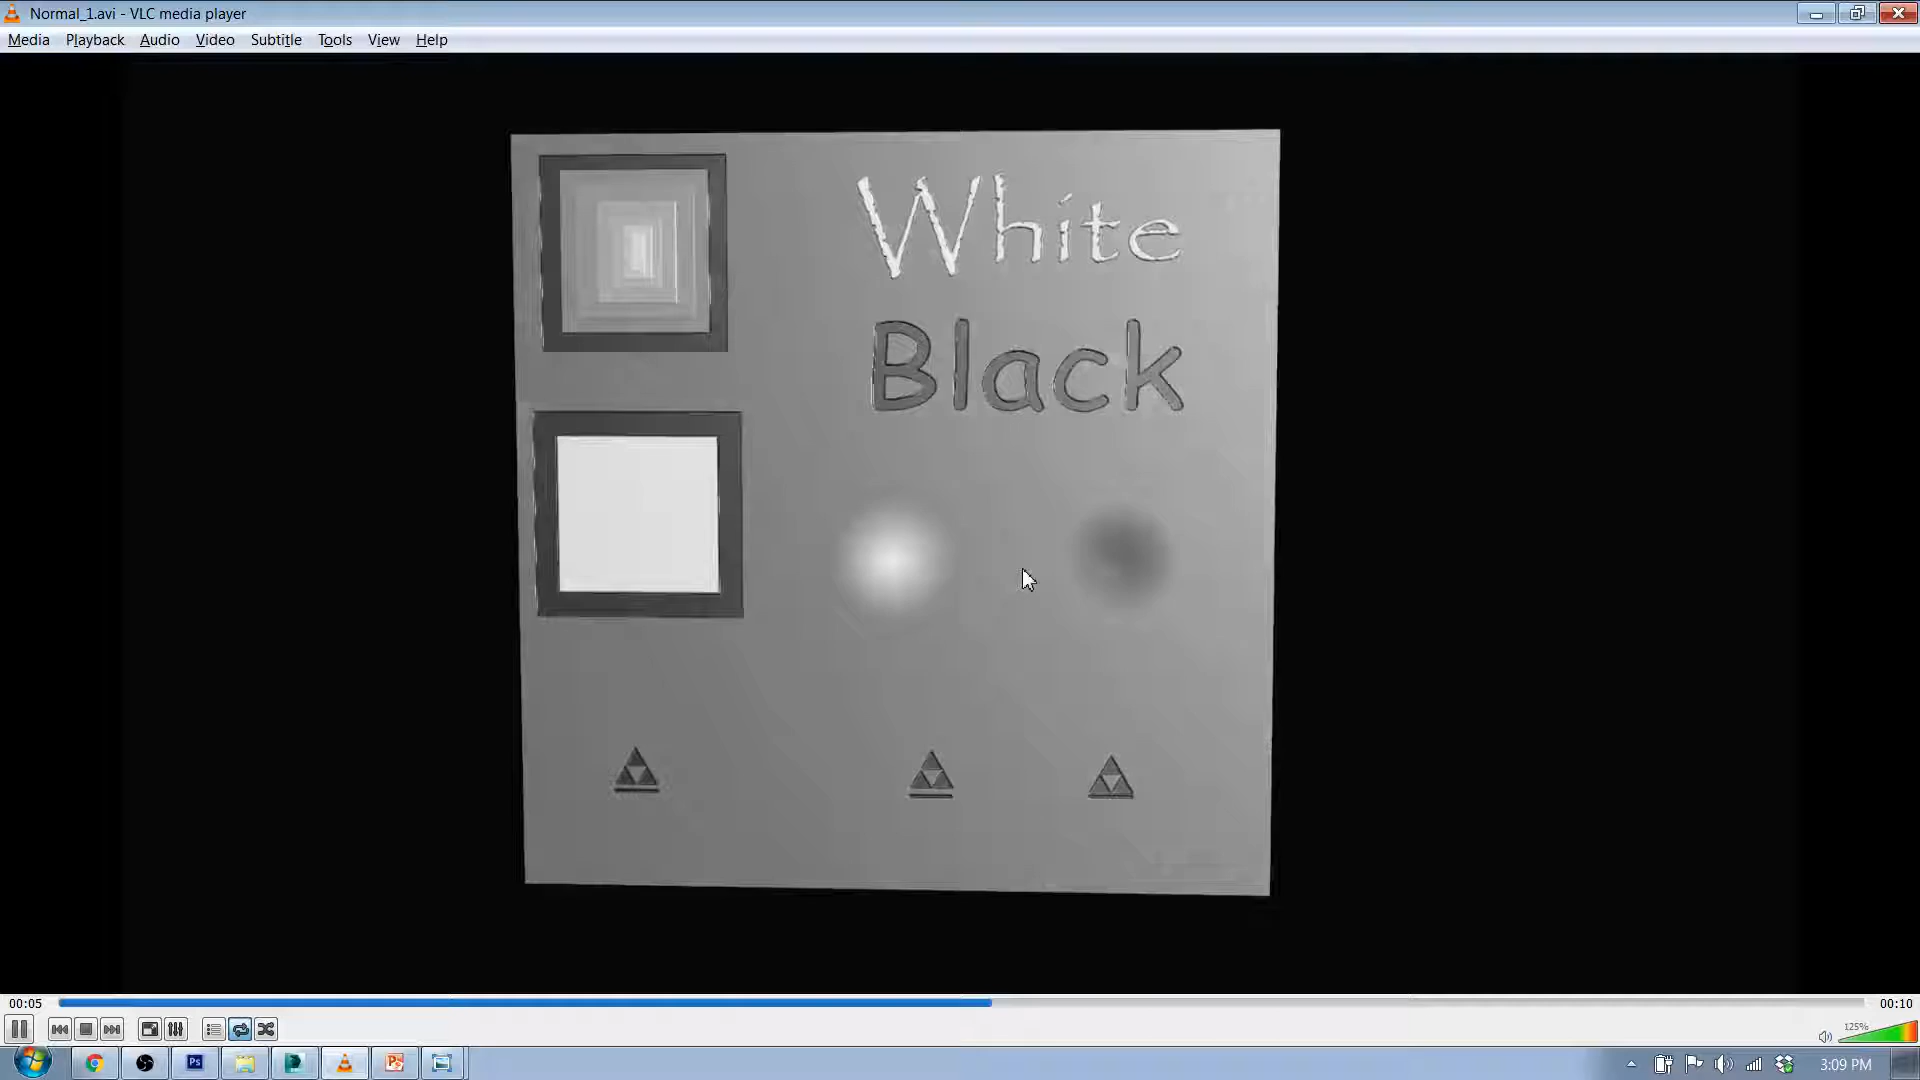 Normal_1.avi - VLC media player
Media Playback Audio Video Subtitle Tools View Help
White
Black
00:05
00:10
125%
Ps
3:09 PM